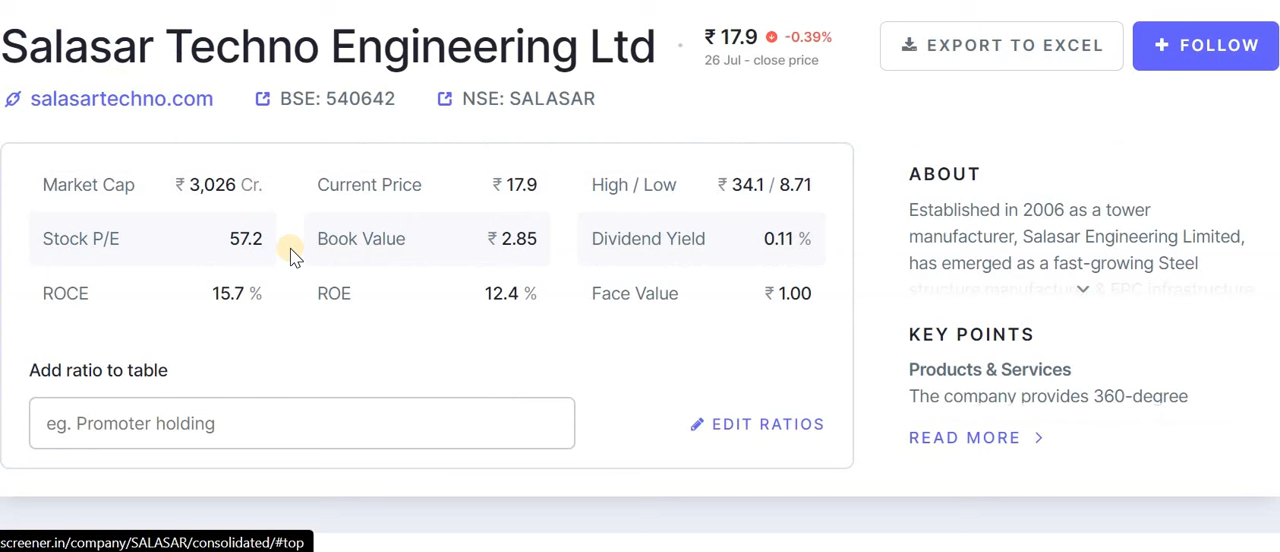 Salasar Techno Engineering Ltd
₹ 17.9 -0.39%
26 Jul - close price
EXPORT TO EXCEL
+ FOLLOW
salasartechno.com
BSE: 540642
NSE: SALASAR
Market Cap ₹ 3,026 Cr.
Current Price ₹ 17.9
High / Low ₹ 34.1 / 8.71
Stock P/E 57.2
Book Value ₹ 2.85
Dividend Yield 0.11 %
ROCE 15.7 %
ROE 12.4 %
Face Value ₹ 1.00
Add ratio to table
eg. Promoter holding
EDIT RATIOS
ABOUT
Established in 2006 as a tower
manufacturer, Salasar Engineering Limited,
has emerged as a fast-growing Steel
structure manufacturer & EPC infrastructure
KEY POINTS
Products & Services
The company provides 360-degree
READ MORE
screener.in/company/SALASAR/consolidated/#top